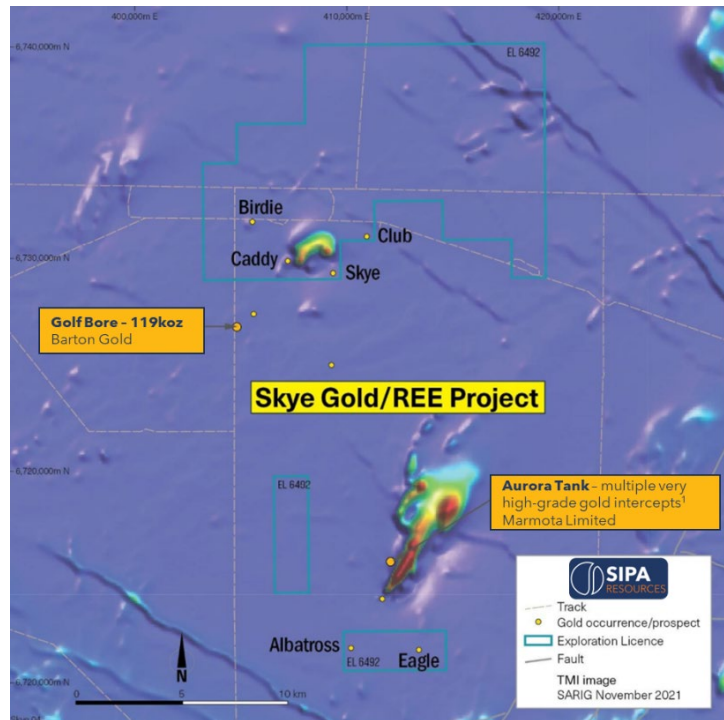 400,000m E
410,000m E
420,000m E
6,740,000m N
EL 6492
Birdie
Club
6,730,000m N
Caddy
Skye
Golf Bore – 119koz
Barton Gold
Skye Gold/REE Project
6,720,000m N
EL 6492
Aurora Tank – multiple very
high-grade gold intercepts¹
Marmota Limited
SIPA
RESOURCES
Track
Gold occurrence/prospect
Exploration Licence
Fault
TMI image
SARIG November 2021
Albatross
EL 6492
Eagle
6,720,000m N
N
0
5
10 km